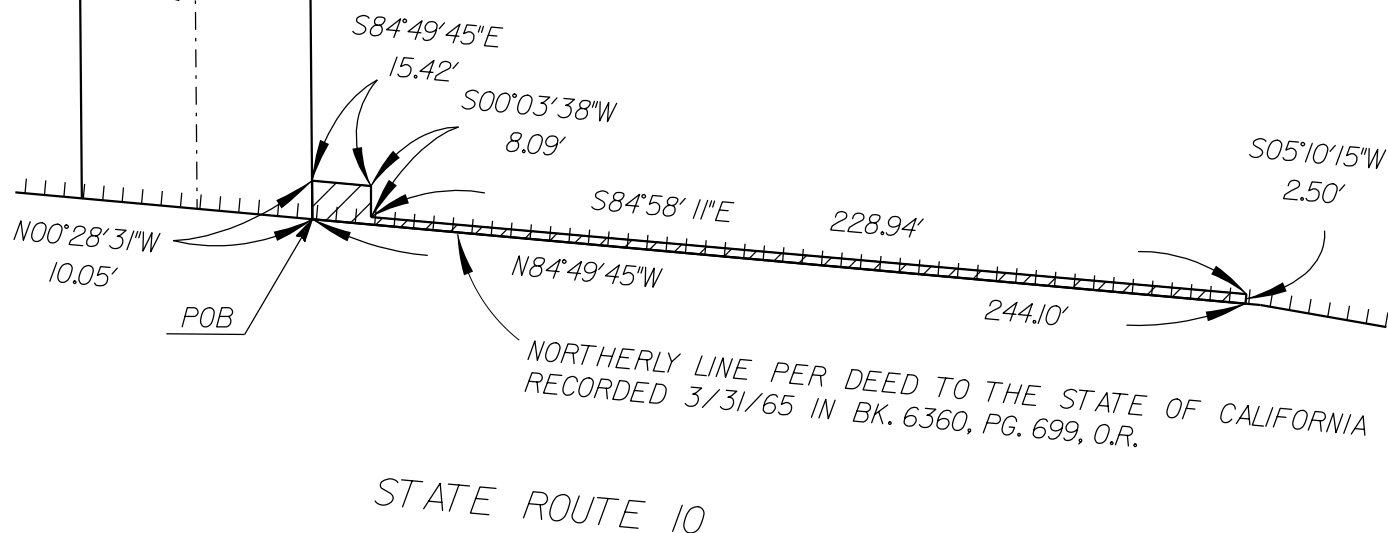 S84°49'45"E
15.42'
S00°03'38"W
8.09'
S05°10'15"W
2.50'
S84°58' 11"E 228.94'
N00°28'31"W
10.05'
N84°49'45"W
244.10'
POB
NORTHERLY LINE PER DEED TO THE STATE OF CALIFORNIA
RECORDED 3/31/65 IN BK. 6360, PG. 699, O.R.
STATE ROUTE 10